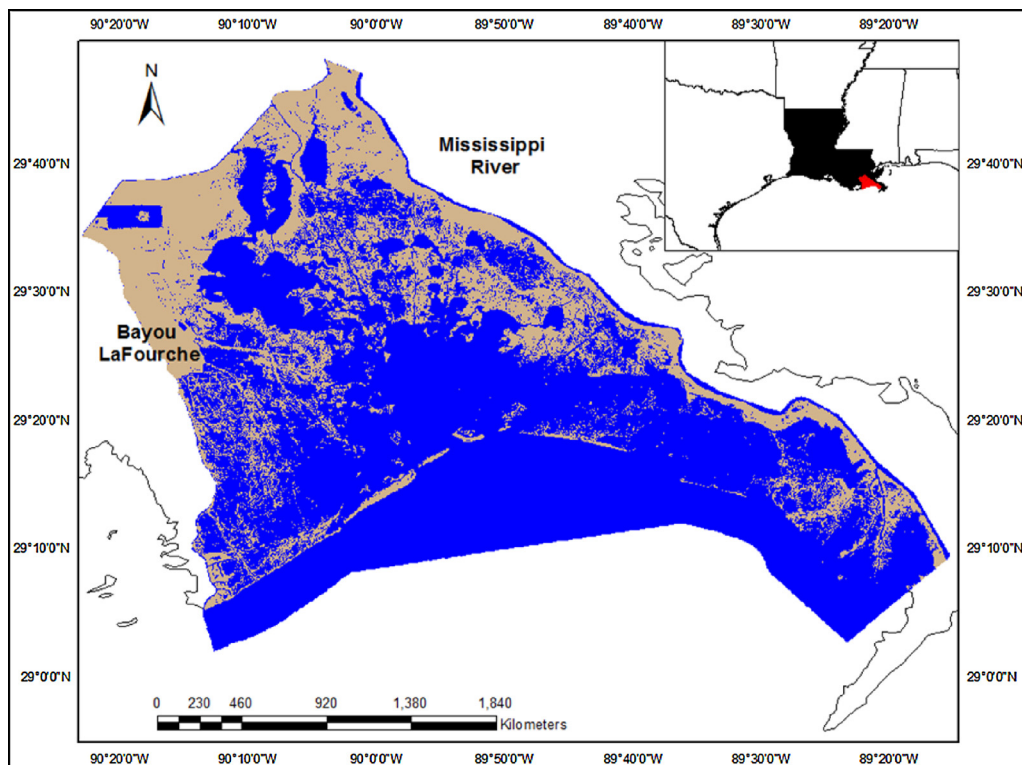 90°20'0"W 90°10'0"W 90°0'0"W 89°50'0"W 89°40'0"W 89°30'0"W 89°20'0"W
N
Mississippi
River
29°40'0"N 29°40'0"N
29°30'0"N 29°30'0"N
Bayou
LaFourche
29°20'0"N 29°20'0"N
29°10'0"N 29°10'0"N
29°0'0"N 29°0'0"N
0 230 460 920 1,380 1,840
Kilometers
90°20'0"W 90°10'0"W 90°0'0"W 89°50'0"W 89°40'0"W 89°30'0"W 89°20'0"W